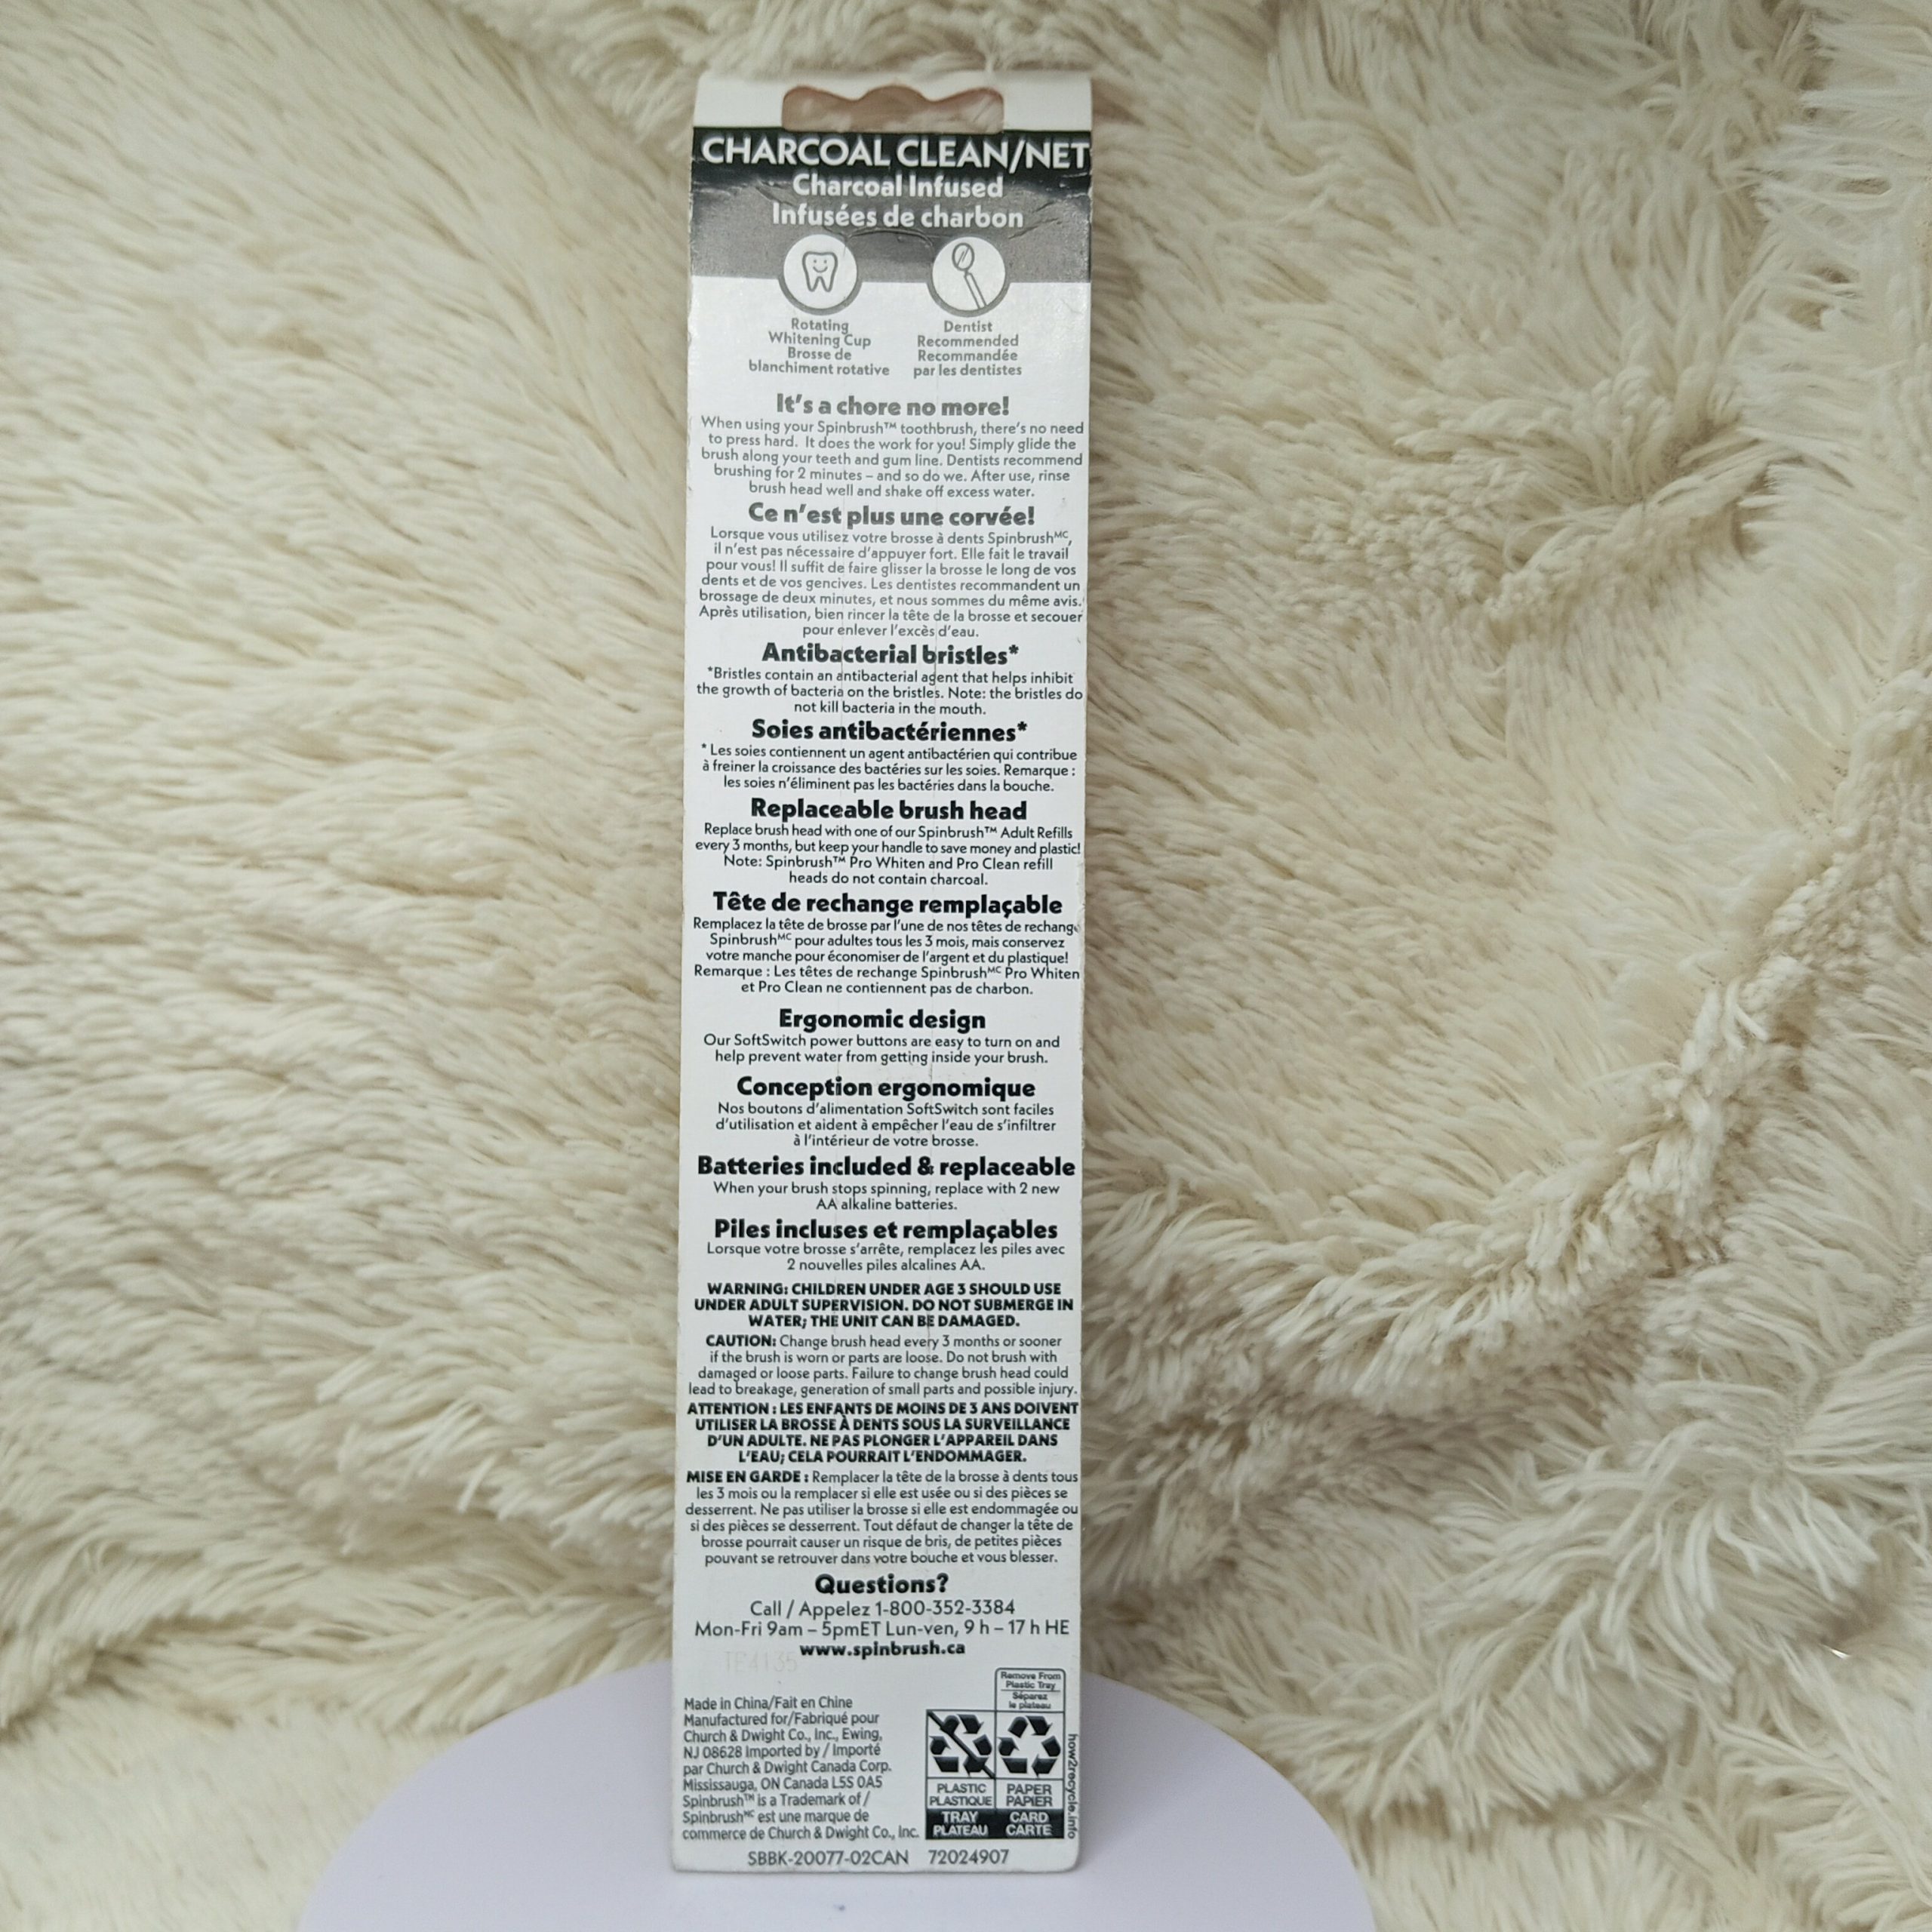 CHARCOAL CLEAN/NET
Charcoal Infused
Infusées de charbon
Rotating
Whitening Cup
Brosse de
blanchiment rotative
Dentist
Recommended
Recommandée
par les dentistes
It's a chore no more!
When using your Spinbrush™ toothbrush, there's no need
to press hard. It does the work for you! Simply glide the
brush along your teeth and gum line. Dentists recommend
brushing for 2 minutes – and so do we. After use, rinse
brush head well and shake off excess water.
Ce n'est plus une corvée!
Lorsque vous utilisez votre brosse à dents Spinbrushᴹᶜ,
il n'est pas nécessaire d'appuyer fort. Elle fait le travail
pour vous! Il suffit de faire glisser la brosse le long de vos
dents et de vos gencives. Les dentistes recommandent un
brossage de deux minutes, et nous sommes du même avis.
Après utilisation, bien rincer la tête de la brosse et secouer
pour enlever l'excès d'eau.
Antibacterial bristles*
*Bristles contain an antibacterial agent that helps inhibit
the growth of bacteria on the bristles. Note: the bristles do
not kill bacteria in the mouth.
Soies antibactériennes*
* Les soies contiennent un agent antibactérien qui contribue
à freiner la croissance des bactéries sur les soies. Remarque :
les soies n'éliminent pas les bactéries dans la bouche.
Replaceable brush head
Replace brush head with one of our Spinbrush™ Adult Refills
every 3 months, but keep your handle to save money and plastic!
Note: Spinbrush™ Pro Whiten and Pro Clean refill
heads do not contain charcoal.
Tête de rechange remplaçable
Remplacez la tête de brosse par l'une de nos têtes de rechange
Spinbrushᴹᶜ pour adultes tous les 3 mois, mais conservez
votre manche pour économiser de l'argent et du plastique!
Remarque : Les têtes de rechange Spinbrushᴹᶜ Pro Whiten
et Pro Clean ne contiennent pas de charbon.
Ergonomic design
Our SoftSwitch power buttons are easy to turn on and
help prevent water from getting inside your brush.
Conception ergonomique
Nos boutons d'alimentation SoftSwitch sont faciles
d'utilisation et aident à empêcher l'eau de s'infiltrer
à l'intérieur de votre brosse.
Batteries included & replaceable
When your brush stops spinning, replace with 2 new
AA alkaline batteries.
Piles incluses et remplaçables
Lorsque votre brosse s'arrête, remplacez les piles avec
2 nouvelles piles alcalines AA.
WARNING: CHILDREN UNDER AGE 3 SHOULD USE
UNDER ADULT SUPERVISION. DO NOT SUBMERGE IN
WATER; THE UNIT CAN BE DAMAGED.
CAUTION: Change brush head every 3 months or sooner
if the brush is worn or parts are loose. Do not brush with
damaged or loose parts. Failure to change brush head could
lead to breakage, generation of small parts and possible injury.
ATTENTION : LES ENFANTS DE MOINS DE 3 ANS DOIVENT
UTILISER LA BROSSE À DENTS SOUS LA SURVEILLANCE
D'UN ADULTE. NE PAS PLONGER L'APPAREIL DANS
L'EAU; CELA POURRAIT L'ENDOMMAGER.
MISE EN GARDE : Remplacer la tête de la brosse à dents tous
les 3 mois ou la remplacer si elle est usée ou si des pièces se
desserrent. Ne pas utiliser la brosse si elle est endommagée ou
si des pièces se desserrent. Tout défaut de changer la tête de
brosse pourrait causer un risque de bris, de petites pièces
pouvant se retrouver dans votre bouche et vous blesser.
Questions?
Call / Appelez 1-800-352-3384
Mon-Fri 9am – 5pmET Lun-ven, 9 h – 17 h HE
www.spinbrush.ca
TE4135
Made in China/Fait en Chine
Manufactured for/Fabriqué pour
Church & Dwight Co., Inc., Ewing,
NJ 08628 Imported by / Importé
par Church & Dwight Canada Corp.
Mississauga, ON Canada L5S 0A5
Spinbrush™ is a Trademark of /
Spinbrushᴹᶜ est une marque de
commerce de Church & Dwight Co., Inc.
Remove From
Plastic Tray
Séparez
le plateau
PLASTIC
PLASTIQUE
TRAY
PLATEAU
PAPER
PAPIER
CARD
CARTE
how2recycle.info
SBBK-20077-02CAN 72024907